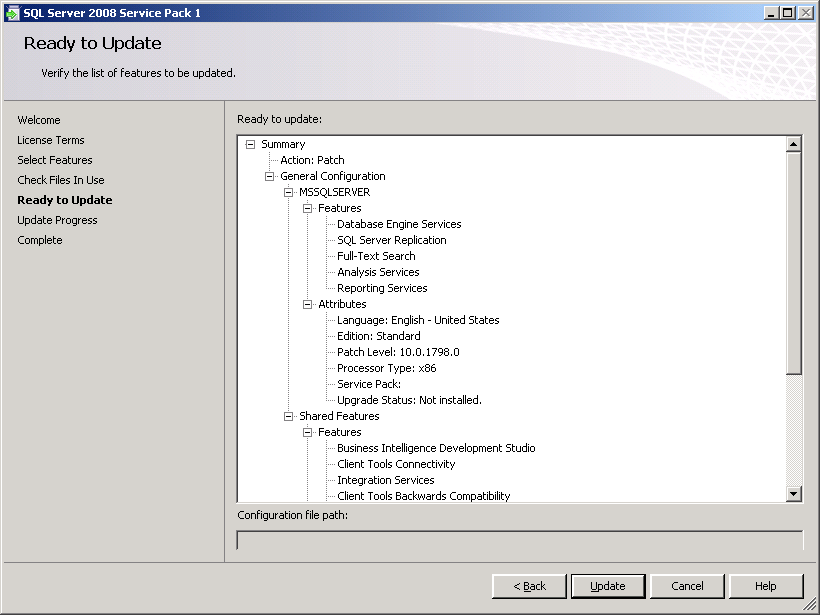 SQL Server 2008 Service Pack 1
Ready to Update
Verify the list of features to be updated.
Welcome
License Terms
Select Features
Check Files In Use
Ready to Update
Update Progress
Complete
Ready to update:
Summary
Action: Patch
General Configuration
MSSQLSERVER
Features
Database Engine Services
SQL Server Replication
Full-Text Search
Analysis Services
Reporting Services
Attributes
Language: English - United States
Edition: Standard
Patch Level: 10.0.1798.0
Processor Type: x86
Service Pack:
Upgrade Status: Not installed.
Shared Features
Features
Business Intelligence Development Studio
Client Tools Connectivity
Integration Services
Client Tools Backwards Compatibility
Configuration file path:
< Back
Update
Cancel
Help